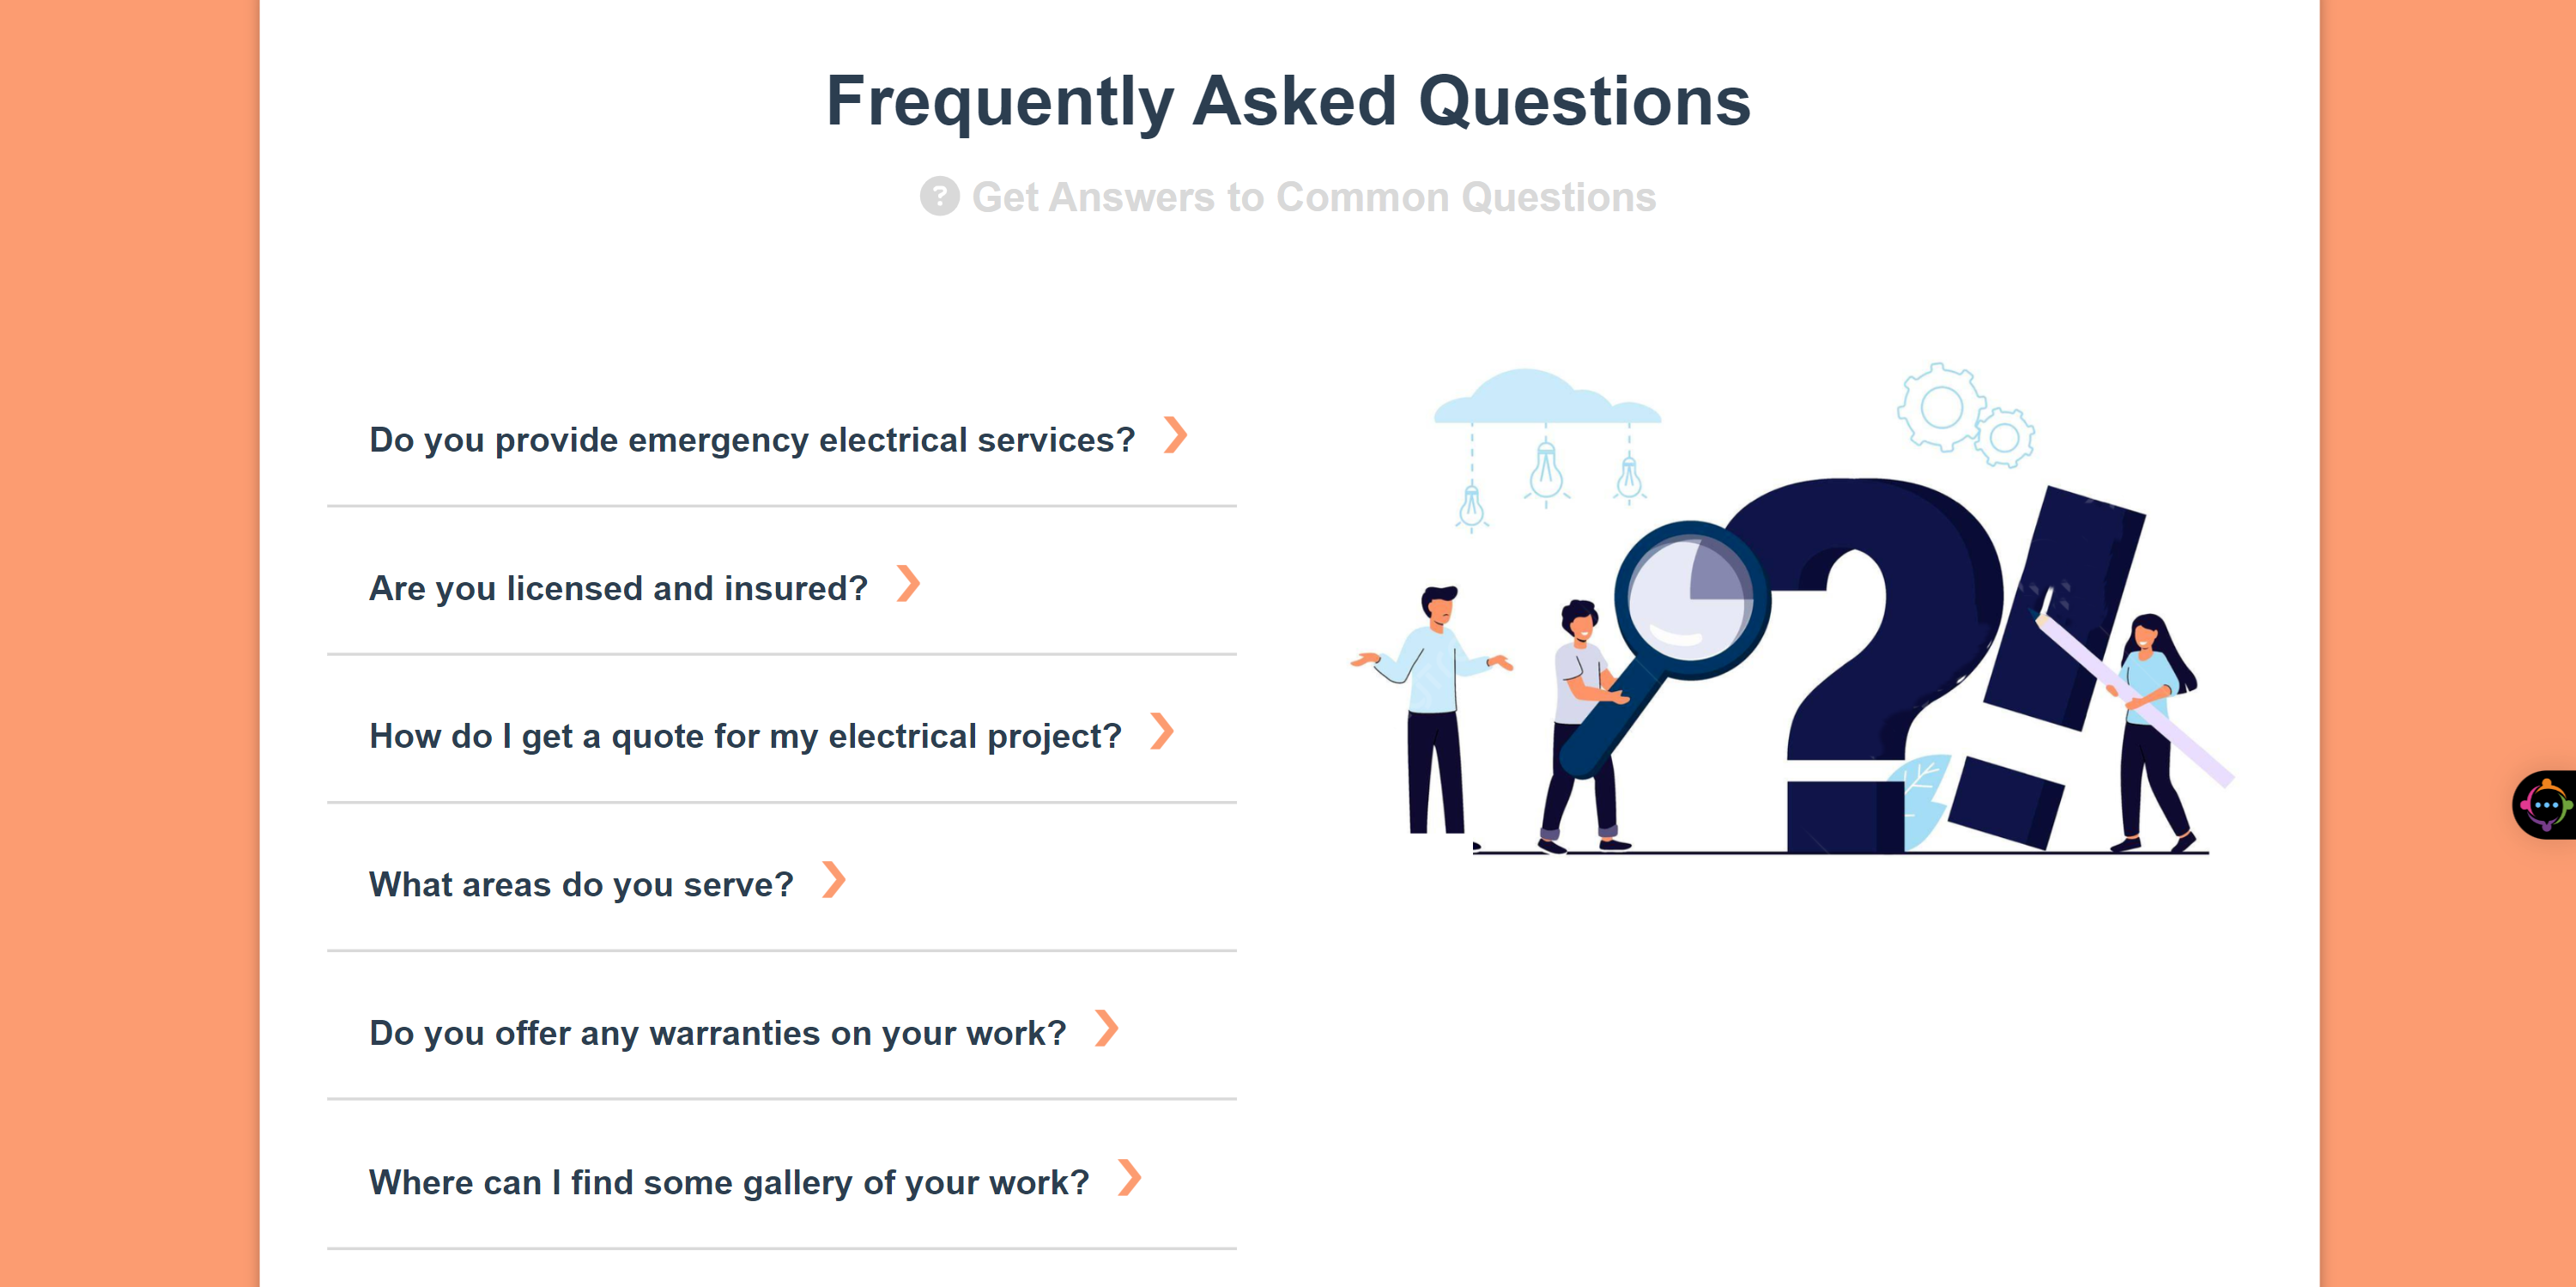 Frequently Asked Questions
Get Answers to Common Questions
Do you provide emergency electrical services?
Are you licensed and insured?
How do I get a quote for my electrical project?
What areas do you serve?
Do you offer any warranties on your work?
Where can I find some gallery of your work?